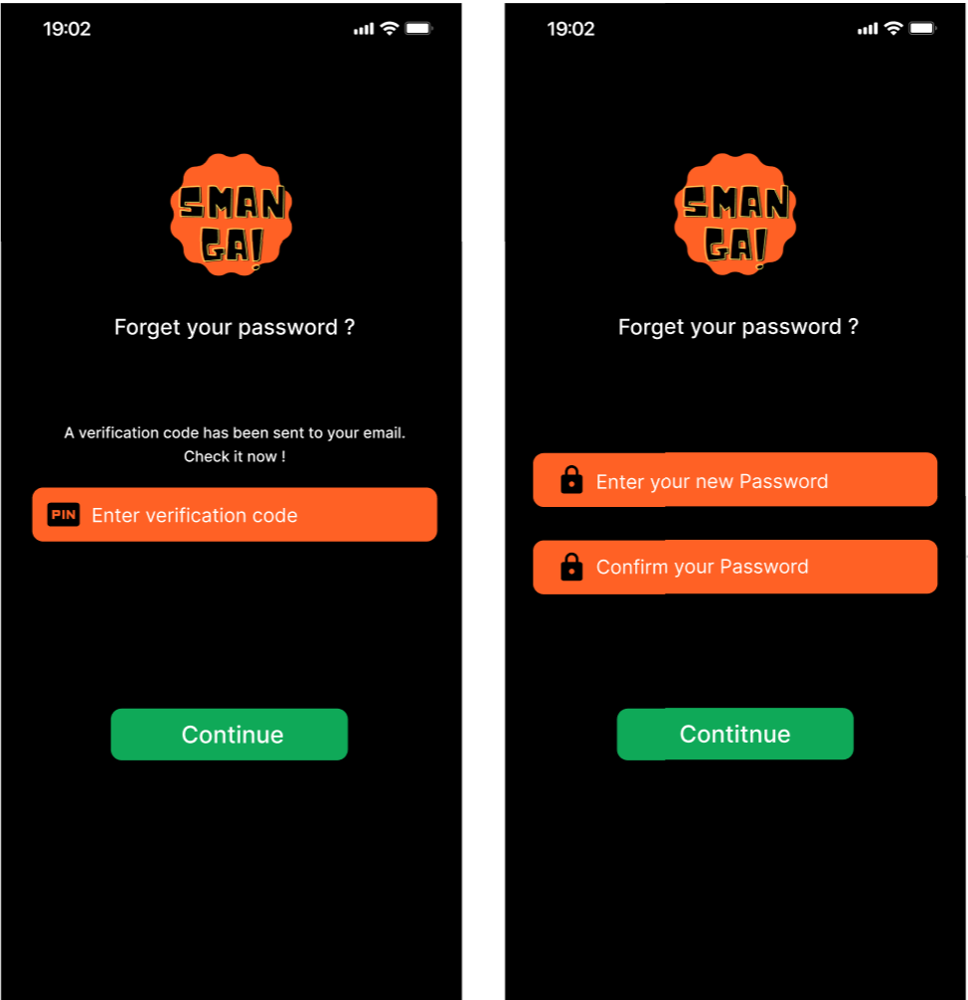 19:02
SMAN
GA!
Forget your password ?
A verification code has been sent to your email.
Check it now !
PIN Enter verification code
Continue
19:02
SMAN
GA!
Forget your password ?
Enter your new Password
Confirm your Password
Contitnue